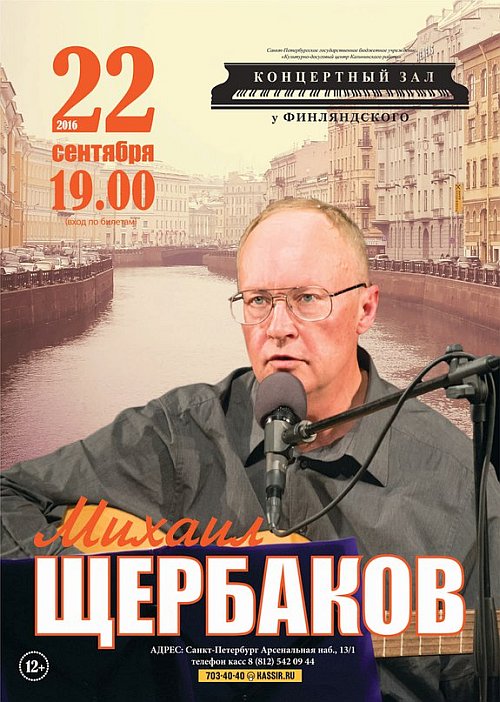 Санкт-Петербургское государственное бюджетное учреждение
«Культурно-досуговый центр Калининского района»
КОНЦЕРТНЫЙ ЗАЛ
у ФИНЛЯНДСКОГО
22
2016
сентября
19.00
(вход по билетам)
Михаил
ЩЕРБАКОВ
АДРЕС: Санкт-Петербург Арсенальная наб., 13/1
телефон касс 8 (812) 542 09 44
703-40-40 KASSIR.RU
12+